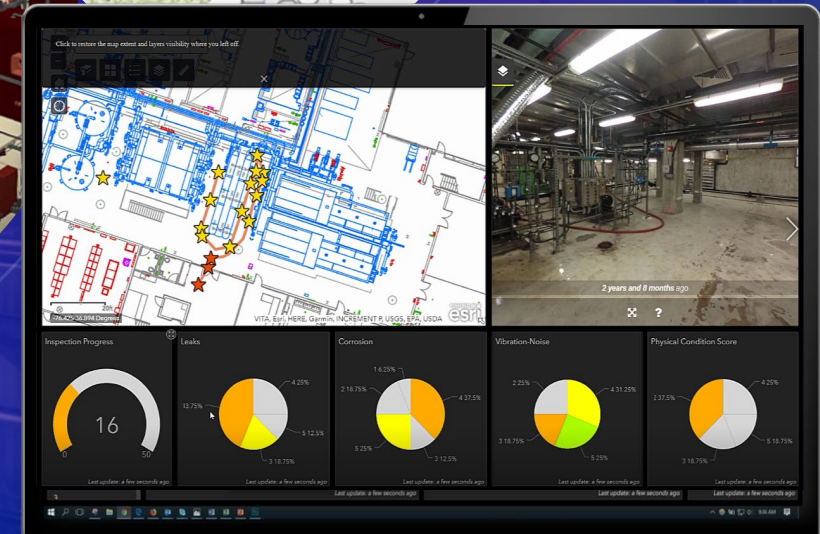 Click to restore the map extent and layers visibility where you left off.
20ft
-76.425 36.894 Degrees
VITA, Esri, HERE, Garmin, INCREMENT P, USGS, EPA, USDA
esri
2 years and 8 months ago
?
Inspection Progress
16
0
50
Last update: a few seconds ago
Leaks
4 25%
5 12.5%
3 18.75%
Last update: a few seconds ago
Corrosion
1 6.25%
2 18.75%
4 37.5%
5 25%
3 12.5%
Last update: a few seconds ago
Vibration-Noise
2 25%
4 31.25%
3 18.75%
5 25%
Last update: a few seconds ago
Physical Condition Score
4 25%
2 37.5%
5 18.75%
3 18.75%
Last update: a few seconds ago
3
Last update: a few seconds ago
Last update: a few seconds ago
Last update: a few seconds ago
9:06 AM